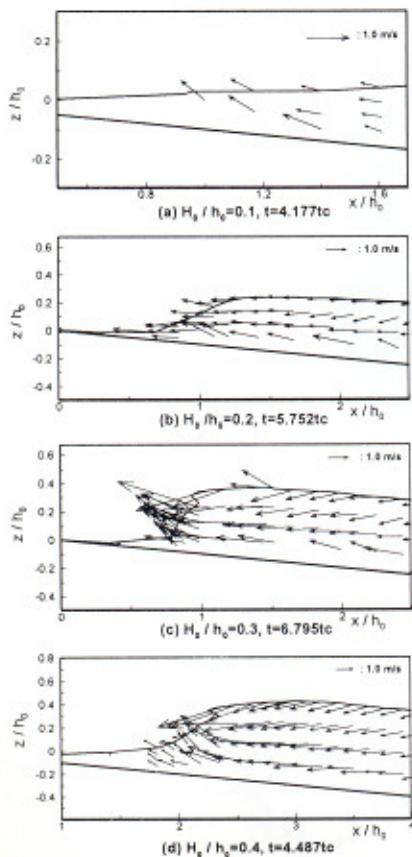 z / h₀
0.2
0
-0.2
: 1.0 m/s
0.8 1.2 1.6
x / h₀
(a) H₀ / h₀=0.1, t=4.177tc
z / h₀
0.6
0.4
0.2
0
-0.2
-0.4
: 1.0 m/s
0 1 2
x / h₀
(b) H₀ /h₀=0.2, t=5.752tc
z / h₀
0.6
0.4
0.2
0
-0.2
-0.4
: 1.0 m/s
0 1 2
x / h₀
(c) H₀ / h₀=0.3, t=6.795tc
z / h₀
0.8
0.6
0.4
0.2
0
-0.2
-0.4
: 1.0 m/s
1 2 3 4
x / h₀
(d) H₀ / h₀=0.4, t=4.487tc